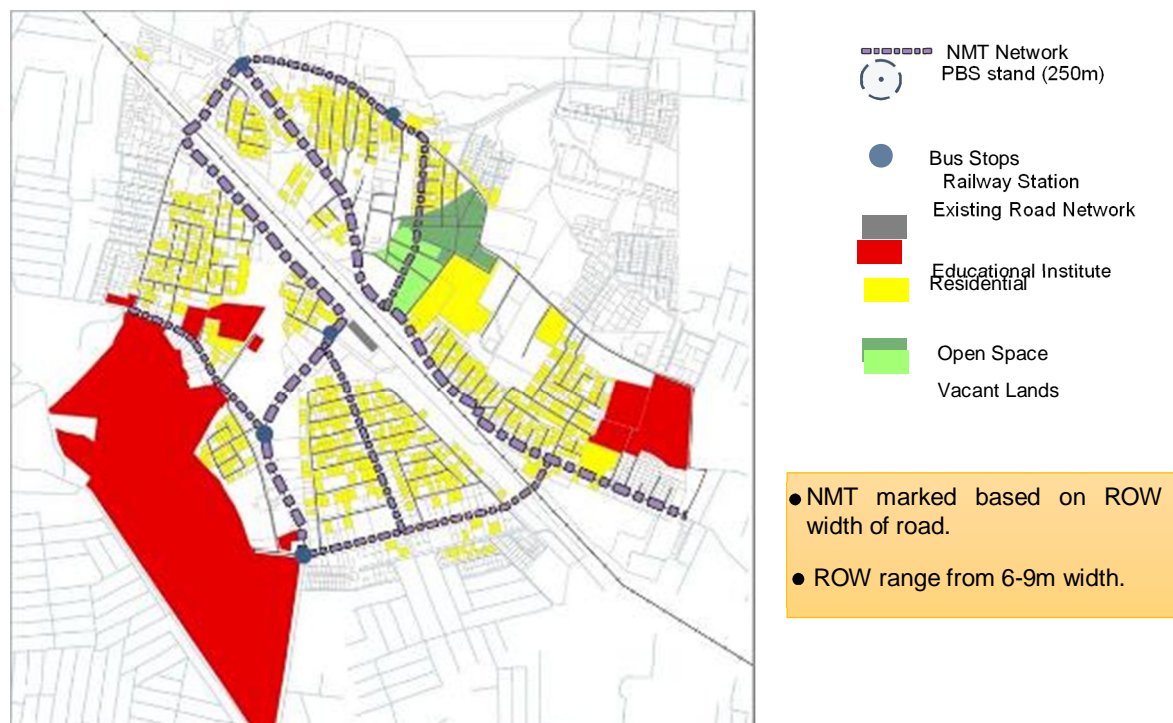 NMT Network
PBS stand (250m)
Bus Stops
Railway Station
Existing Road Network
Educational Institute
Residential
Open Space
Vacant Lands
● NMT marked based on ROW
width of road.
● ROW range from 6-9m width.